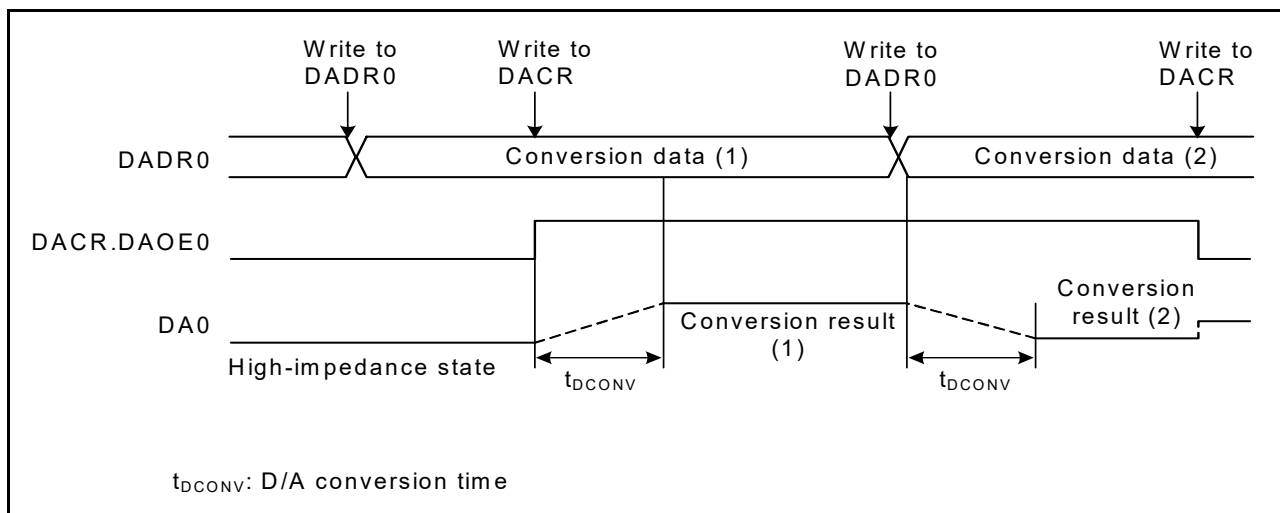 Write to
DADR0
Write to
DACR
Write to
DADR0
Write to
DACR
DADR0
Conversion data (1)
Conversion data (2)
DACR.DAOE0
DA0
Conversion result
(1)
Conversion
result (2)
High-impedance state
tDCONV
tDCONV
tDCONV: D/A conversion time